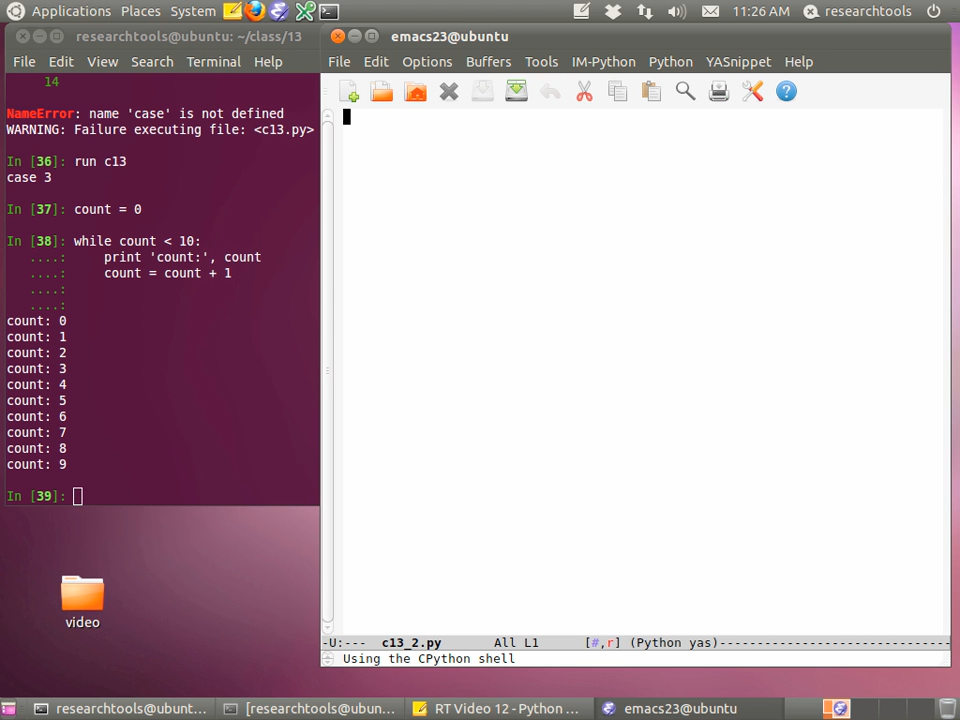 Applications Places System 11:26 AM researchtools
researchtools@ubuntu: ~/class/13
File Edit View Search Terminal Help
14
NameError: name 'case' is not defined
WARNING: Failure executing file: <c13.py>
In [36]: run c13
case 3
In [37]: count = 0
In [38]: while count < 10:
....: print 'count:', count
....: count = count + 1
....:
....:
count: 0
count: 1
count: 2
count: 3
count: 4
count: 5
count: 6
count: 7
count: 8
count: 9
In [39]:
video
emacs23@ubuntu
File Edit Options Buffers Tools IM-Python Python YASnippet Help
-U:--- c13_2.py All L1 [#,r] (Python yas)-------------------------------
Using the CPython shell
researchtools@ubuntu... [researchtools@ubun... RT Video 12 - Python ... emacs23@ubuntu